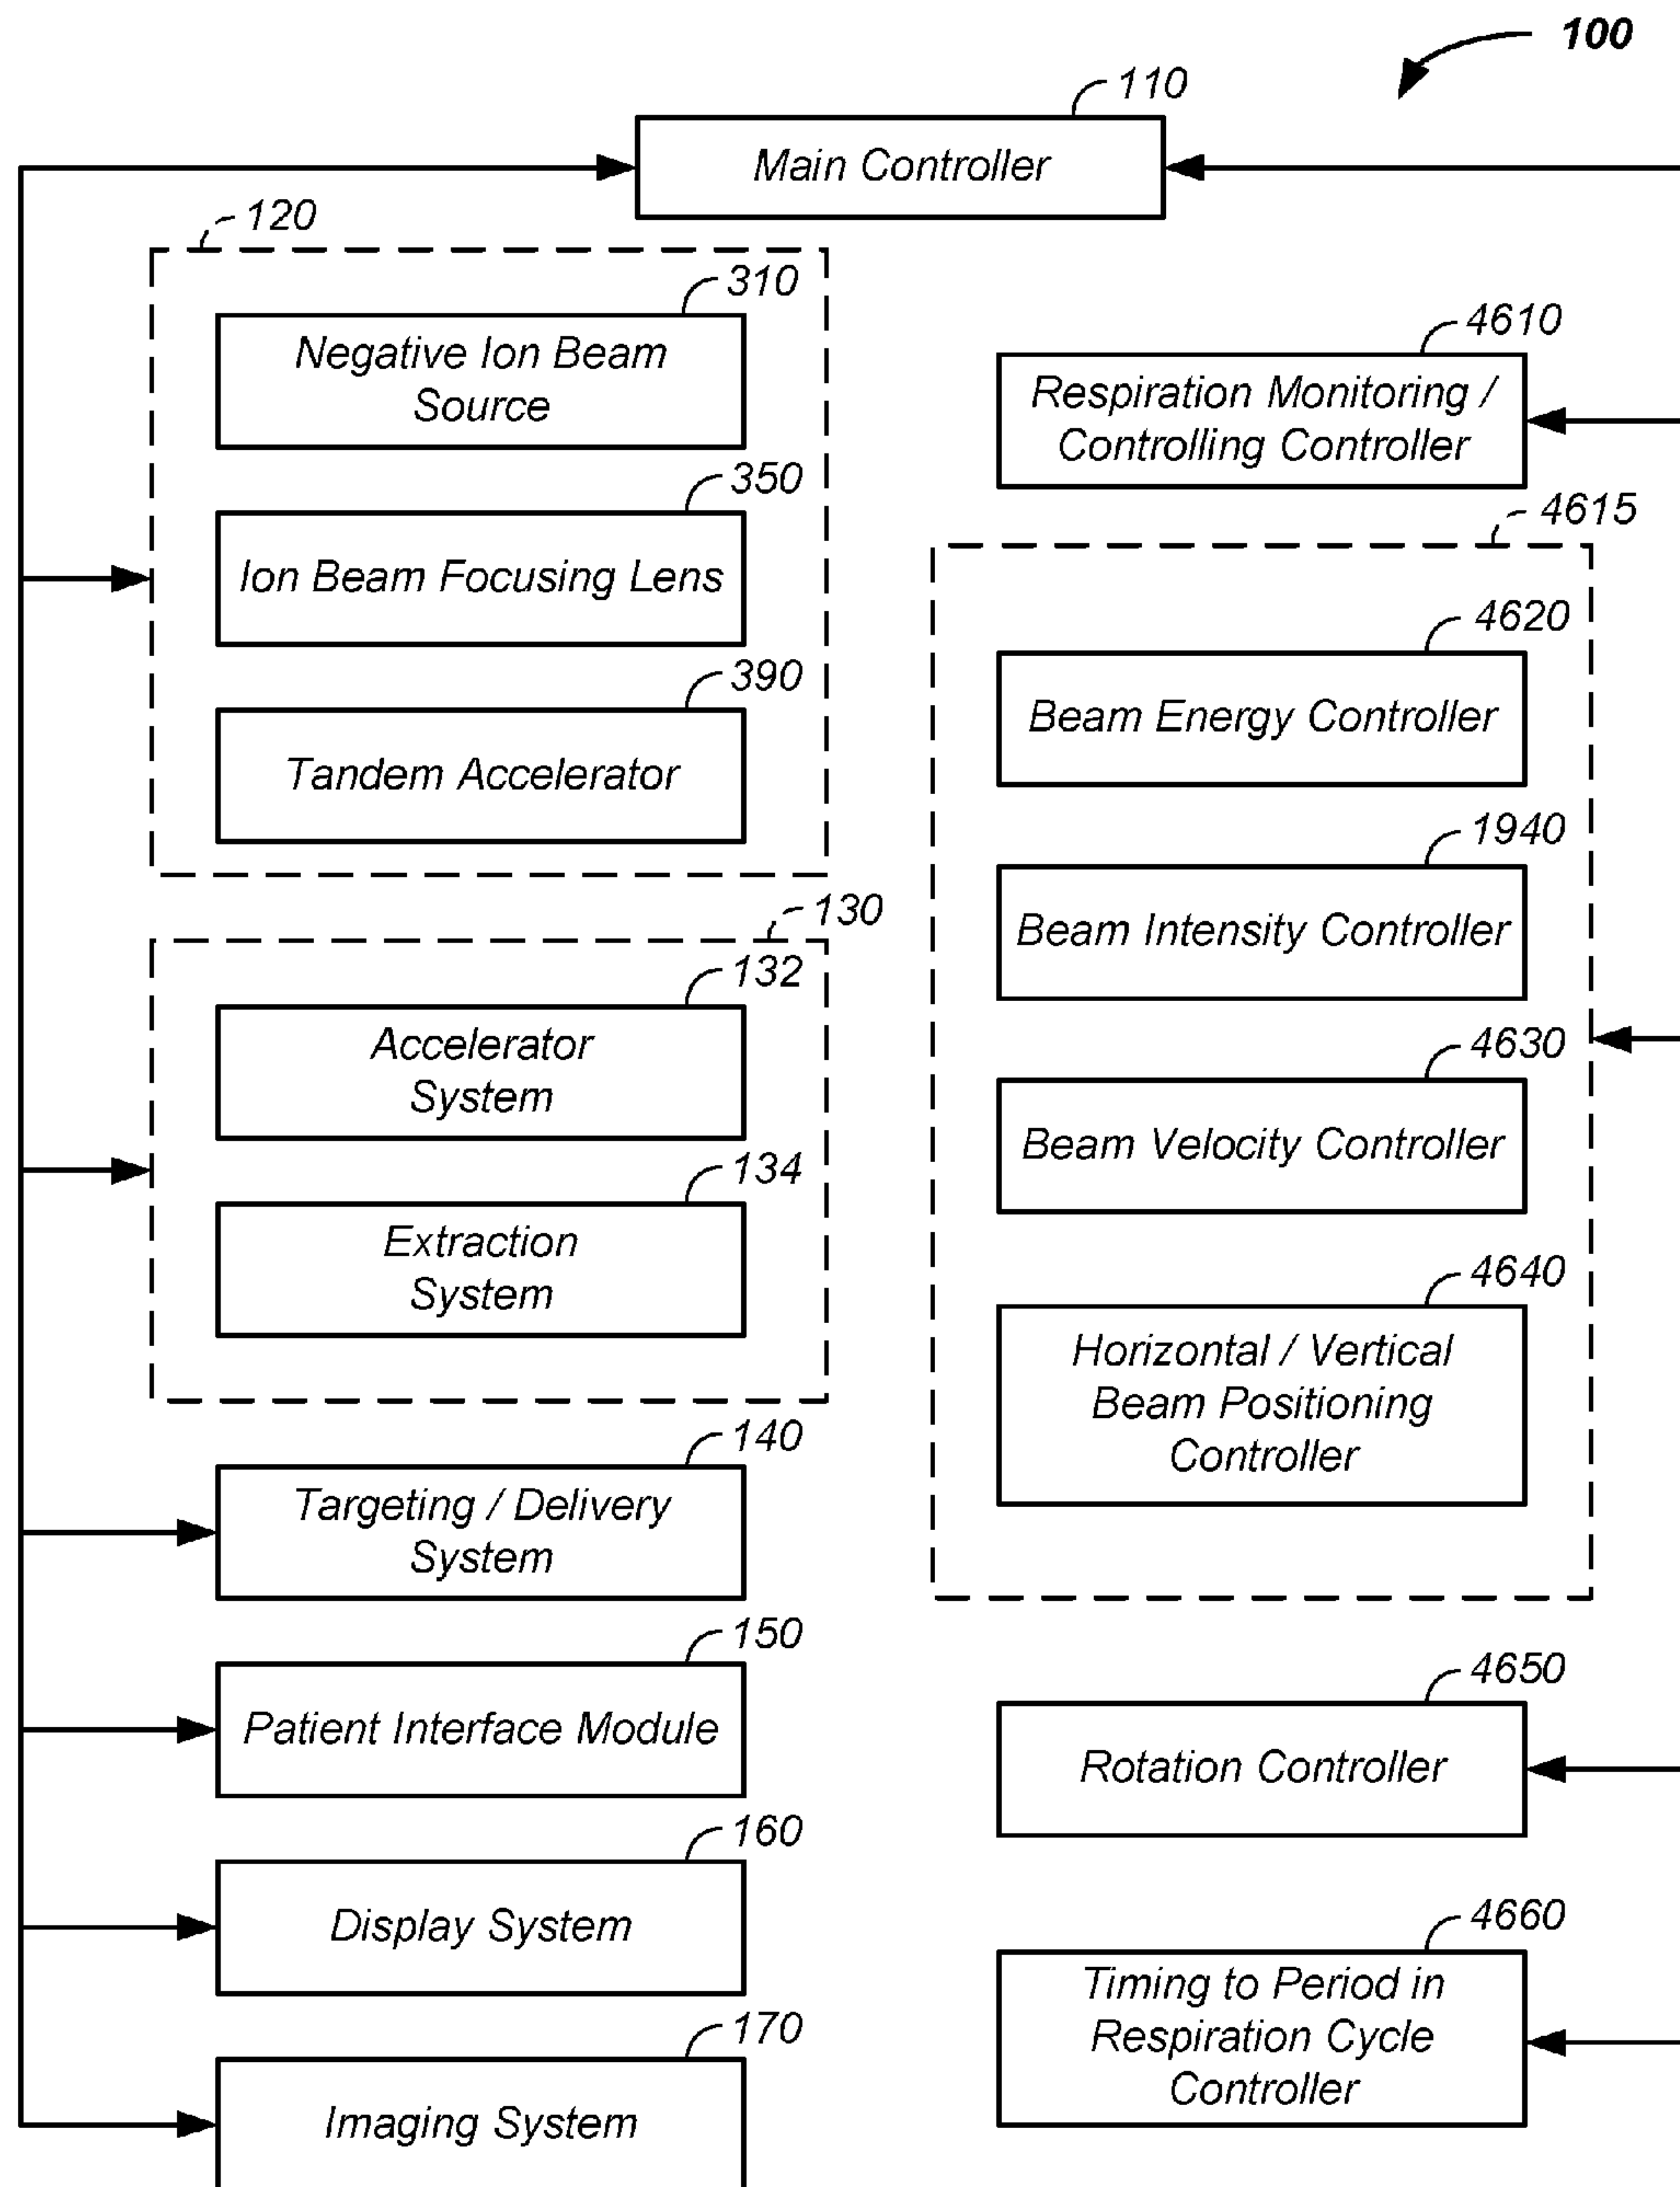 100
110
Main Controller
120
310
Negative Ion Beam
Source
350
Ion Beam Focusing Lens
390
Tandem Accelerator
130
132
Accelerator
System
134
Extraction
System
140
Targeting / Delivery
System
150
Patient Interface Module
160
Display System
170
Imaging System
4610
Respiration Monitoring /
Controlling Controller
4615
4620
Beam Energy Controller
1940
Beam Intensity Controller
4630
Beam Velocity Controller
4640
Horizontal / Vertical
Beam Positioning
Controller
4650
Rotation Controller
4660
Timing to Period in
Respiration Cycle
Controller